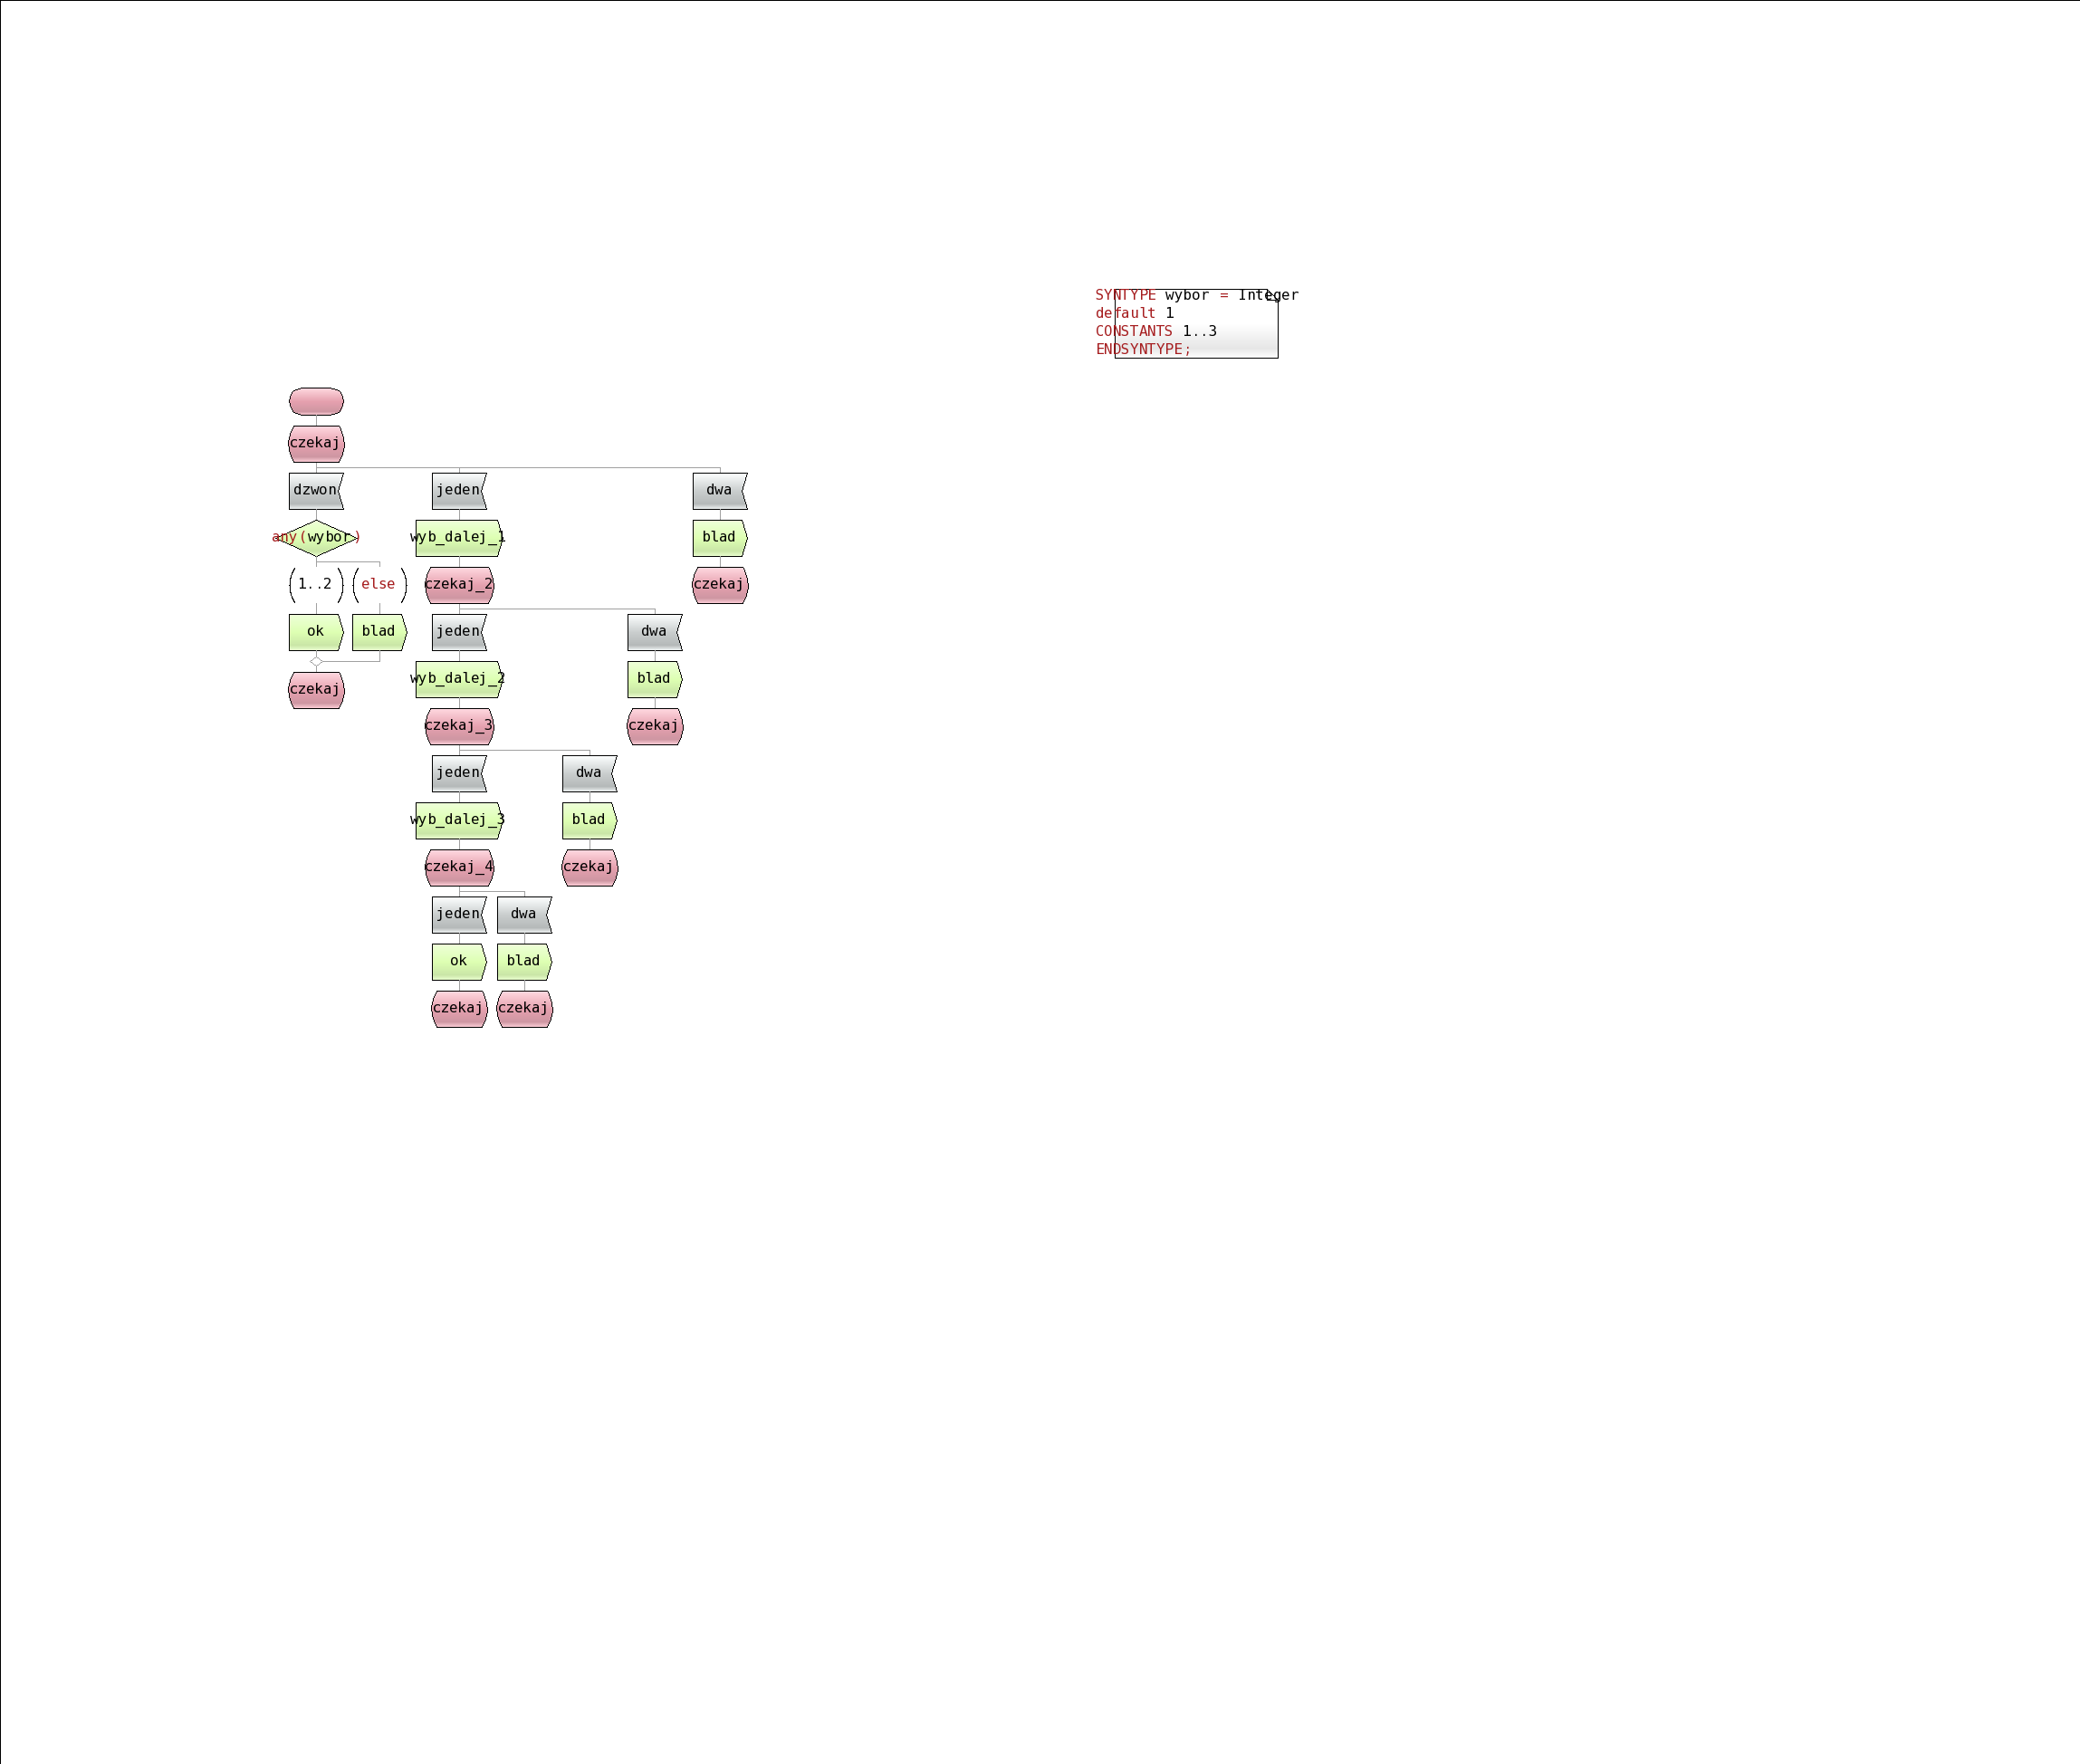 SYNTYPE wybor = Integer
default 1
CONSTANTS 1..3
ENDSYNTYPE;
czekaj
dzwon jeden dwa
any(wybor) wyb_dalej_1 blad
(1..2) (else) czekaj_2 czekaj
ok blad jeden dwa
wyb_dalej_2 blad
czekaj czekaj_3 czekaj
jeden dwa
wyb_dalej_3 blad
czekaj_4 czekaj
jeden dwa
ok blad
czekaj czekaj